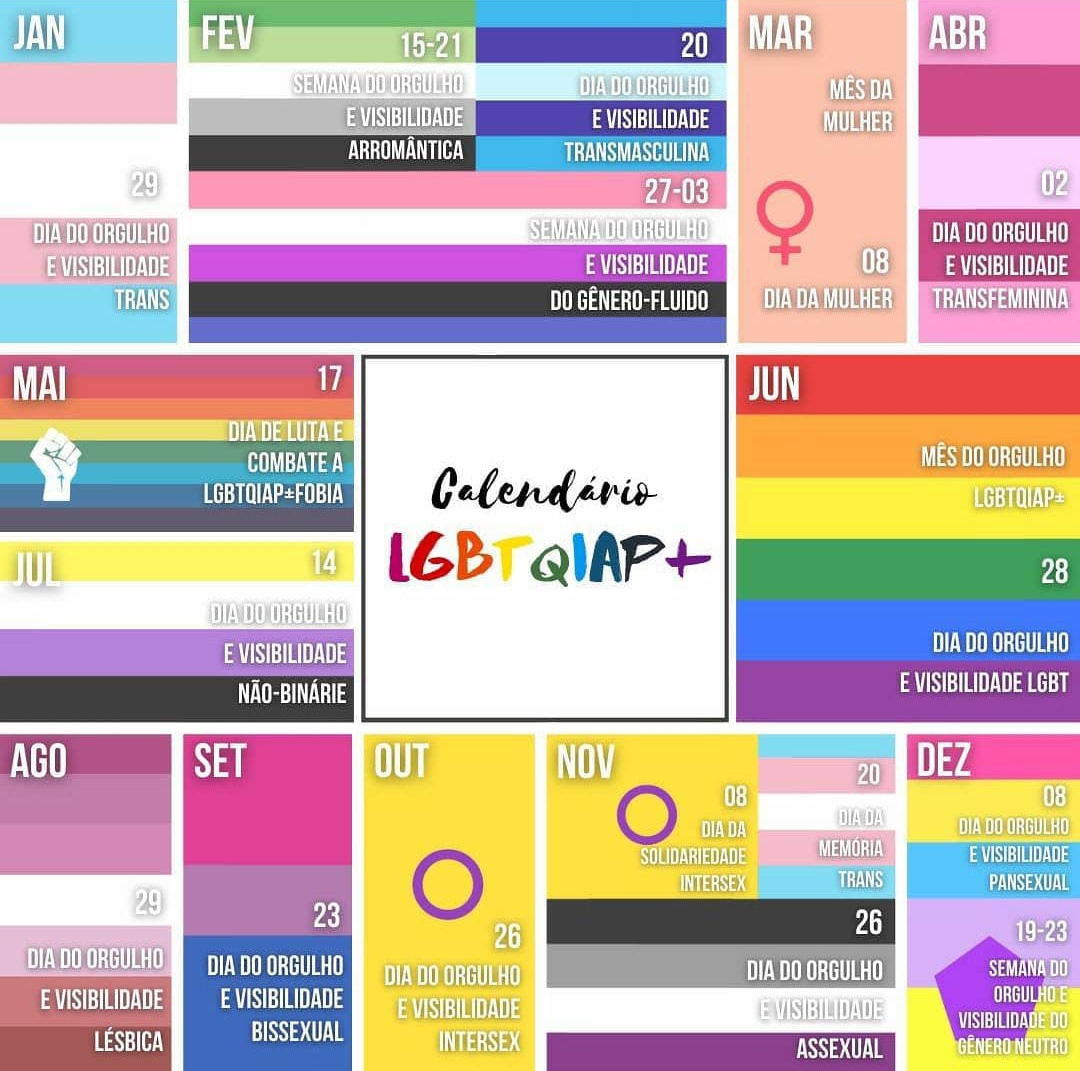 JAN
29
DIA DO ORGULHO
E VISIBILIDADE
TRANS
FEV
15-21
SEMANA DO ORGULHO
E VISIBILIDADE
ARROMÂNTICA
20
DIA DO ORGULHO
E VISIBILIDADE
TRANSMASCULINA
27-03
SEMANA DO ORGULHO
E VISIBILIDADE
DO GÊNERO-FLUIDO
MAR
MÊS DA
MULHER
08
DIA DA MULHER
ABR
02
DIA DO ORGULHO
E VISIBILIDADE
TRANSFEMININA
MAI
17
DIA DE LUTA E
COMBATE A
LGBTQIAP±FOBIA
Calendário
LGBTQIAP+
JUN
MÊS DO ORGULHO
LGBTQIAP±
28
DIA DO ORGULHO
E VISIBILIDADE LGBT
JUL
14
DIA DO ORGULHO
E VISIBILIDADE
NÃO-BINÁRIE
AGO
29
DIA DO ORGULHO
E VISIBILIDADE
LÉSBICA
SET
23
DIA DO ORGULHO
E VISIBILIDADE
BISSEXUAL
OUT
26
DIA DO ORGULHO
E VISIBILIDADE
INTERSEX
NOV
08
DIA DA
SOLIDARIEDADE
INTERSEX
20
DIA DA
MEMÓRIA
TRANS
26
DIA DO ORGULHO
E VISIBILIDADE
ASSEXUAL
DEZ
08
DIA DO ORGULHO
E VISIBILIDADE
PANSEXUAL
19-23
SEMANA DO
ORGULHO E
VISIBILIDADE DO
GÊNERO NEUTRO